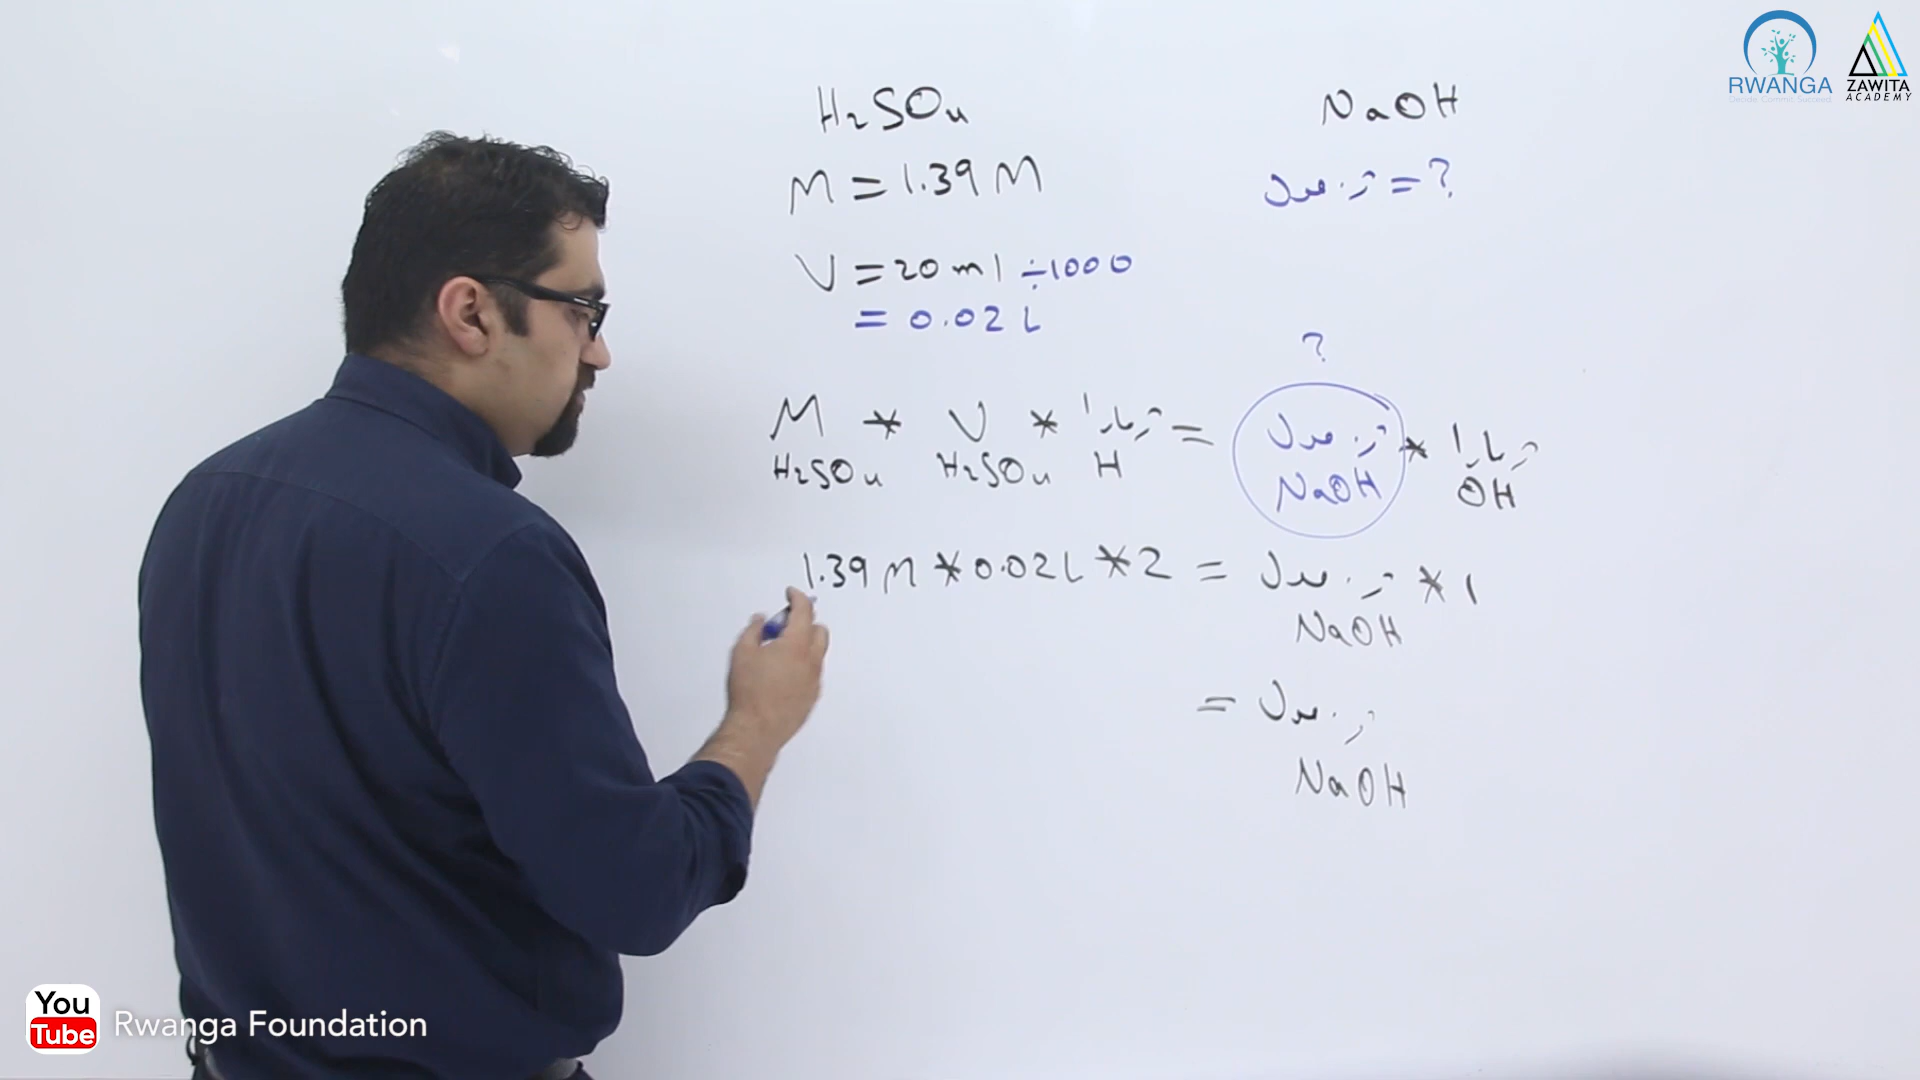 H₂SO₄
NaOH
M = 1.39 M
ژ. مول = ?
V = 20 ml ÷ 1000
= 0.02 L
?
M * V * ژمارا = ژ. مول * ژمارا
H₂SO₄ H₂SO₄ H NaOH OH
1.39 M * 0.02 L * 2 = ژ. مول * 1
NaOH
= ژ. مول
NaOH
RWANGA
ZAWITA
ACADEMY
You
Tube
Rwanga Foundation